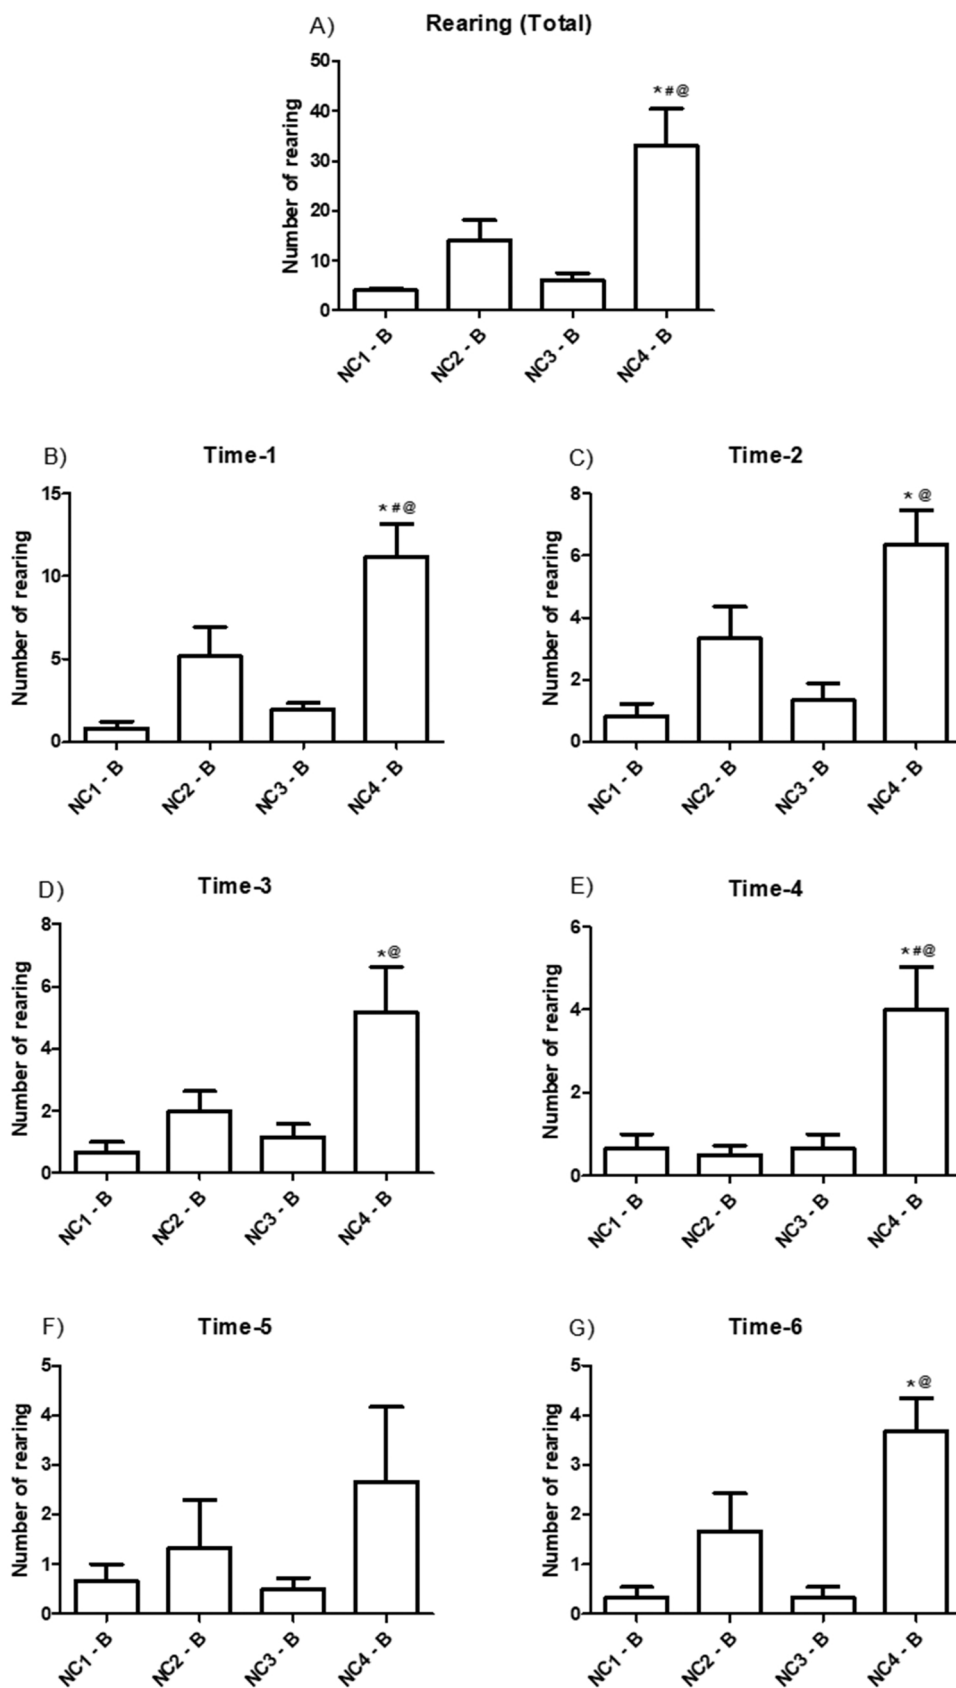 A)
Rearing (Total)
Number of rearing
50
40
30
20
10
0
*#@
NC1 - B
NC2 - B
NC3 - B
NC4 - B
B)
Time-1
Number of rearing
15
10
5
0
*#@
NC1 - B
NC2 - B
NC3 - B
NC4 - B
C)
Time-2
Number of rearing
8
6
4
2
0
* @
NC1 - B
NC2 - B
NC3 - B
NC4 - B
D)
Time-3
Number of rearing
8
6
4
2
0
*@
NC1 - B
NC2 - B
NC3 - B
NC4 - B
E)
Time-4
Number of rearing
6
4
2
0
*#@
NC1 - B
NC2 - B
NC3 - B
NC4 - B
F)
Time-5
Number of rearing
5
4
3
2
1
0
NC1 - B
NC2 - B
NC3 - B
NC4 - B
G)
Time-6
Number of rearing
5
4
3
2
1
0
*@
NC1 - B
NC2 - B
NC3 - B
NC4 - B